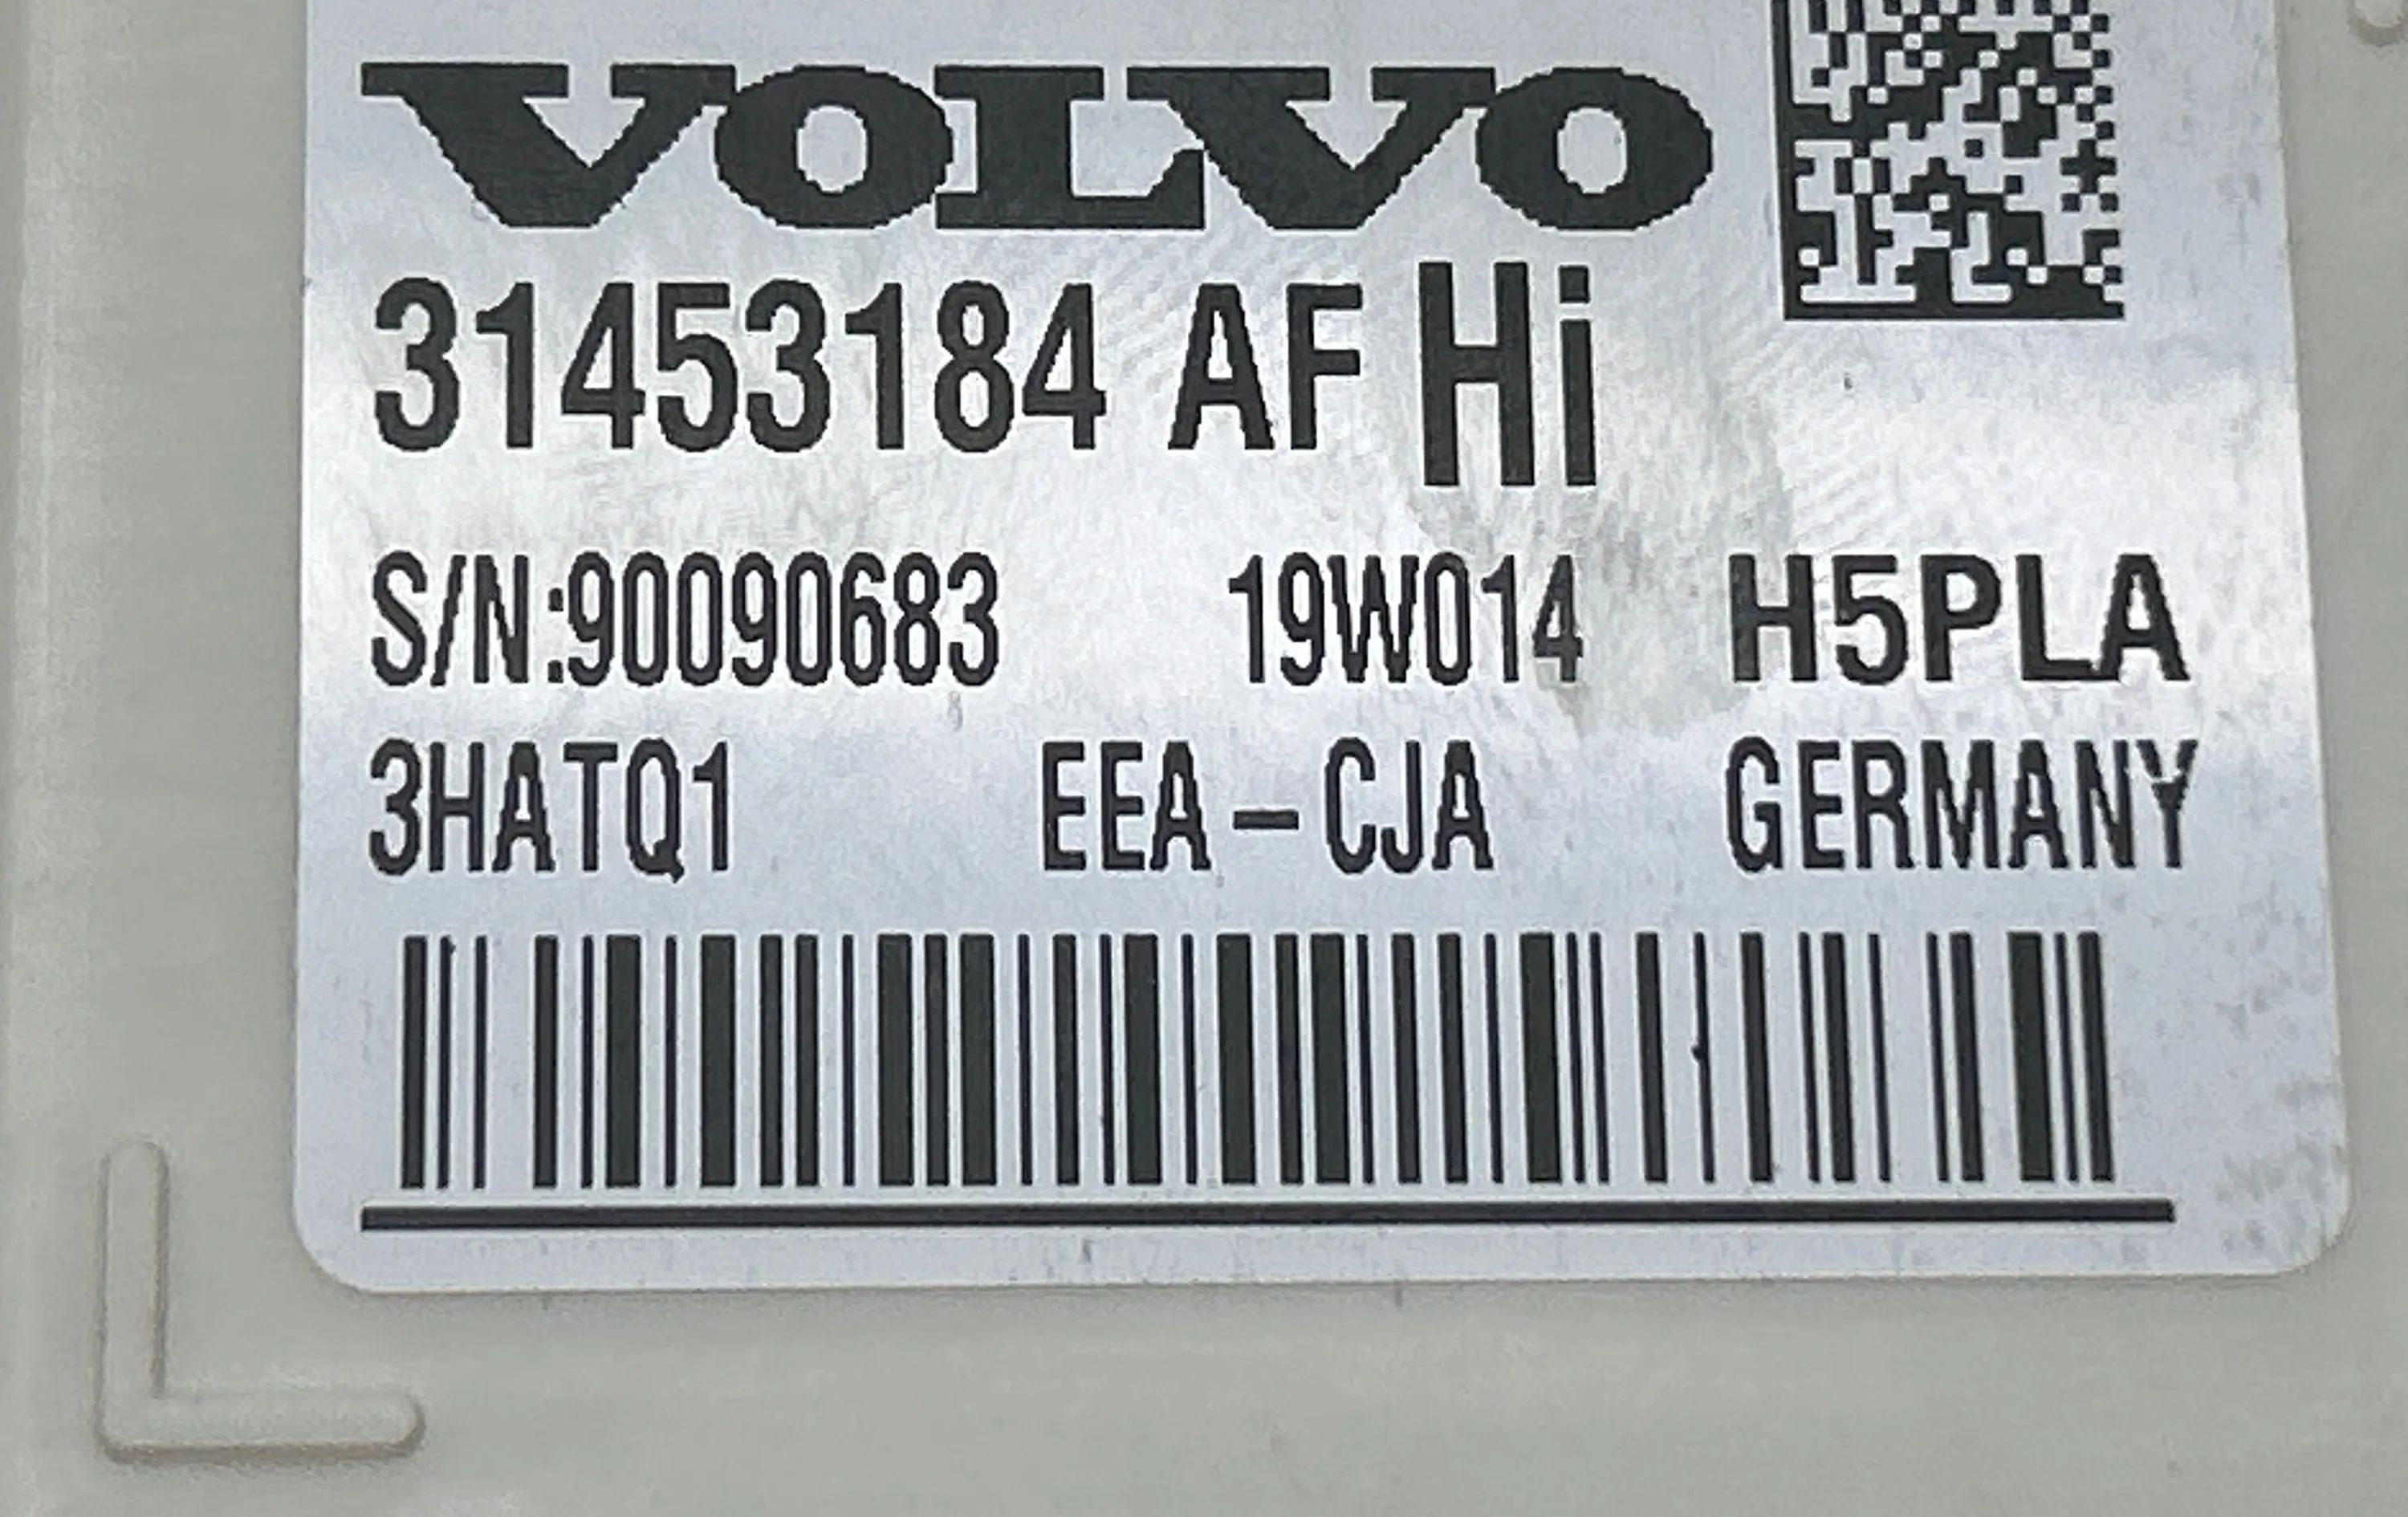 VOLVO
31453184 AF Hi
S/N:90090683 19W014 H5PLA
3HATQ1 EEA-CJA GERMANY